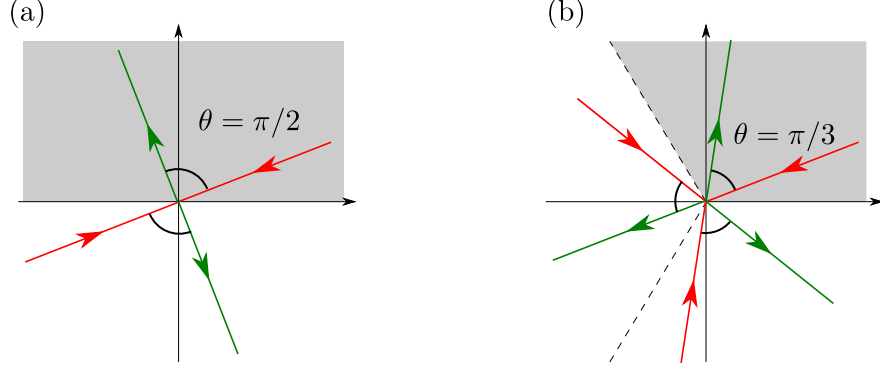 (a)
(b)
θ = π/2
θ = π/3